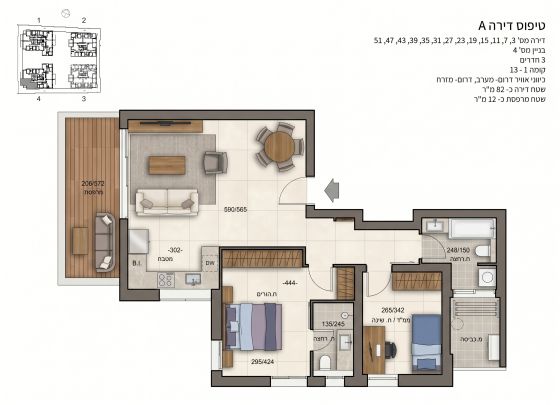 טיפוס דירה A
דירה מס' 3, 7, 11, 15, 19, 23, 27, 31, 35, 39, 43, 47, 51
בניין מס' 4
3 חדרים
קומה 1 - 13
כיווני אוויר דרום- מערב, דרום- מזרח
שטח דירה כ- 82 מ"ר
שטח מרפסת כ- 12 מ"ר
1
2
4
3
206/572
מרפסת
590/565
-302-
מטבח
B.I.
DW
-444-
ח.הורים
295/424
135/245
ח. רחצה
265/342
ממ"ד / ח. שינה
248/150
ח.רחצה
מ.כביסה